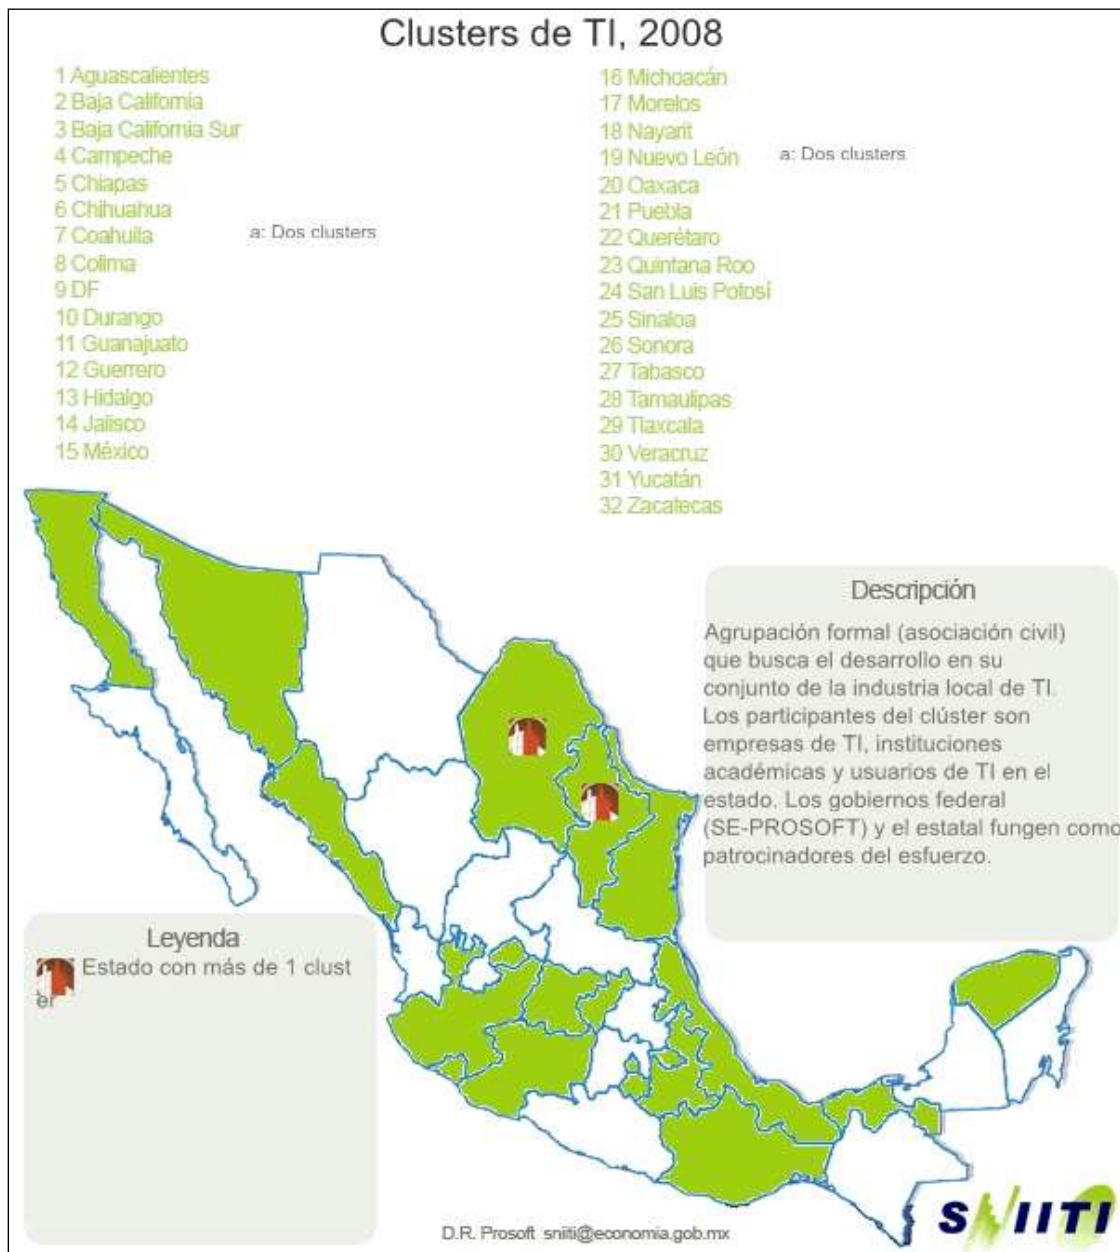 Clusters de TI, 2008
1 Aguascalientes
2 Baja California
3 Baja California Sur
4 Campeche
5 Chiapas
6 Chihuahua
7 Coahuila
a: Dos clusters
8 Colima
9 DF
10 Durango
11 Guanajuato
12 Guerrero
13 Hidalgo
14 Jalisco
15 México
16 Michoacán
17 Morelos
18 Nayarit
19 Nuevo León
a: Dos clusters
20 Oaxaca
21 Puebla
22 Querétaro
23 Quintana Roo
24 San Luis Potosí
25 Sinaloa
26 Sonora
27 Tabasco
28 Tamaulipas
29 Tlaxcala
30 Veracruz
31 Yucatán
32 Zacatecas
Descripción
Agrupación formal (asociación civil)
que busca el desarrollo en su
conjunto de la industria local de TI.
Los participantes del clúster son
empresas de TI, instituciones
académicas y usuarios de TI en el
estado. Los gobiernos federal
(SE-PROSOFT) y el estatal fungen como
patrocinadores del esfuerzo.
Leyenda
Estado con más de 1 clust
er
D.R. Prosoft sniiti@economia.gob.mx
SNIITI